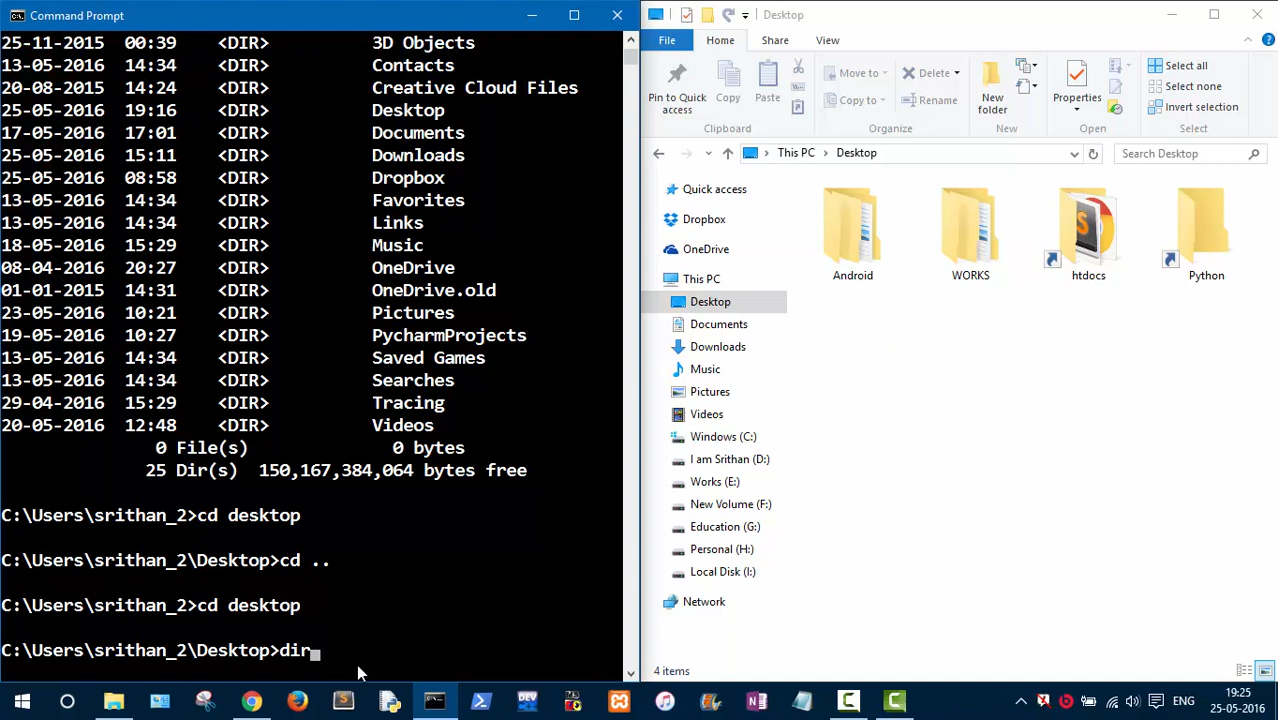 Command Prompt
25-11-2015 00:39 <DIR> 3D Objects
13-05-2016 14:34 <DIR> Contacts
20-08-2015 14:24 <DIR> Creative Cloud Files
25-05-2016 19:16 <DIR> Desktop
17-05-2016 17:01 <DIR> Documents
25-05-2016 15:11 <DIR> Downloads
25-05-2016 08:58 <DIR> Dropbox
13-05-2016 14:34 <DIR> Favorites
13-05-2016 14:34 <DIR> Links
18-05-2016 15:29 <DIR> Music
08-04-2016 20:27 <DIR> OneDrive
01-01-2015 14:31 <DIR> OneDrive.old
23-05-2016 10:21 <DIR> Pictures
19-05-2016 10:27 <DIR> PycharmProjects
13-05-2016 14:34 <DIR> Saved Games
13-05-2016 14:34 <DIR> Searches
29-04-2016 15:29 <DIR> Tracing
20-05-2016 12:48 <DIR> Videos
0 File(s) 0 bytes
25 Dir(s) 150,167,384,064 bytes free
C:\Users\srithan_2>cd desktop
C:\Users\srithan_2\Desktop>cd ..
C:\Users\srithan_2>cd desktop
C:\Users\srithan_2\Desktop>dir
Desktop
File Home Share View
Pin to Quick access
Copy
Paste
Clipboard
Move to
Copy to
Delete
Rename
Organize
New folder
New
Properties
Open
Select all
Select none
Invert selection
Select
This PC > Desktop
Search Desktop
Quick access
Dropbox
OneDrive
This PC
Desktop
Documents
Downloads
Music
Pictures
Videos
Windows (C:)
I am Srithan (D:)
Works (E:)
New Volume (F:)
Education (G:)
Personal (H:)
Local Disk (I:)
Network
Android
WORKS
htdocs
Python
4 items
DEV
ENG
19:25
25-05-2016